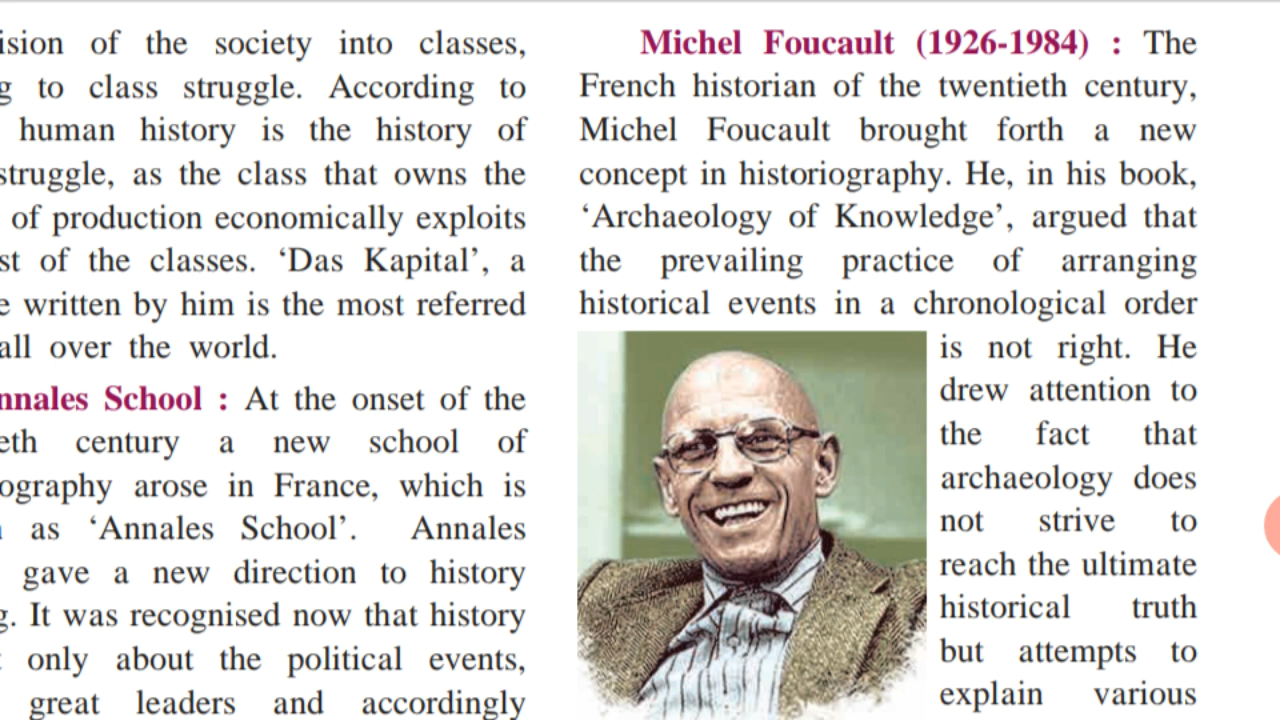 ision of the society into classes,
g to class struggle. According to
human history is the history of
struggle, as the class that owns the
of production economically exploits
st of the classes. ‘Das Kapital’, a
e written by him is the most referred
all over the world.
nnales School : At the onset of the
eth century a new school of
ography arose in France, which is
as ‘Annales School’. Annales
gave a new direction to history
g. It was recognised now that history
only about the political events,
great leaders and accordingly
Michel Foucault (1926-1984) : The
French historian of the twentieth century,
Michel Foucault brought forth a new
concept in historiography. He, in his book,
‘Archaeology of Knowledge’, argued that
the prevailing practice of arranging
historical events in a chronological order
is not right. He
drew attention to
the fact that
archaeology does
not strive to
reach the ultimate
historical truth
but attempts to
explain various